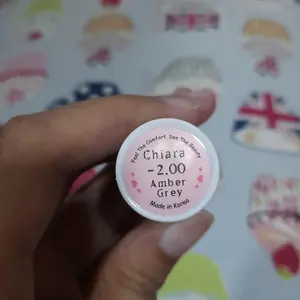 Feel The Comfort, See The Beauty
Chiara
-2.00
Amber
Grey
Made in Korea